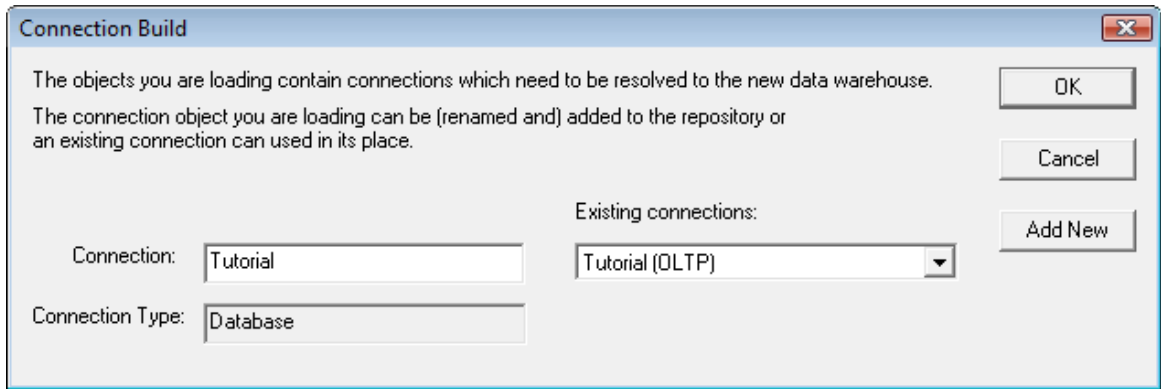 Connection Build
The objects you are loading contain connections which need to be resolved to the new data warehouse.
The connection object you are loading can be (renamed and) added to the repository or
an existing connection can used in its place.
OK
Cancel
Add New
Existing connections:
Connection: Tutorial
Tutorial (OLTP)
Connection Type: Database